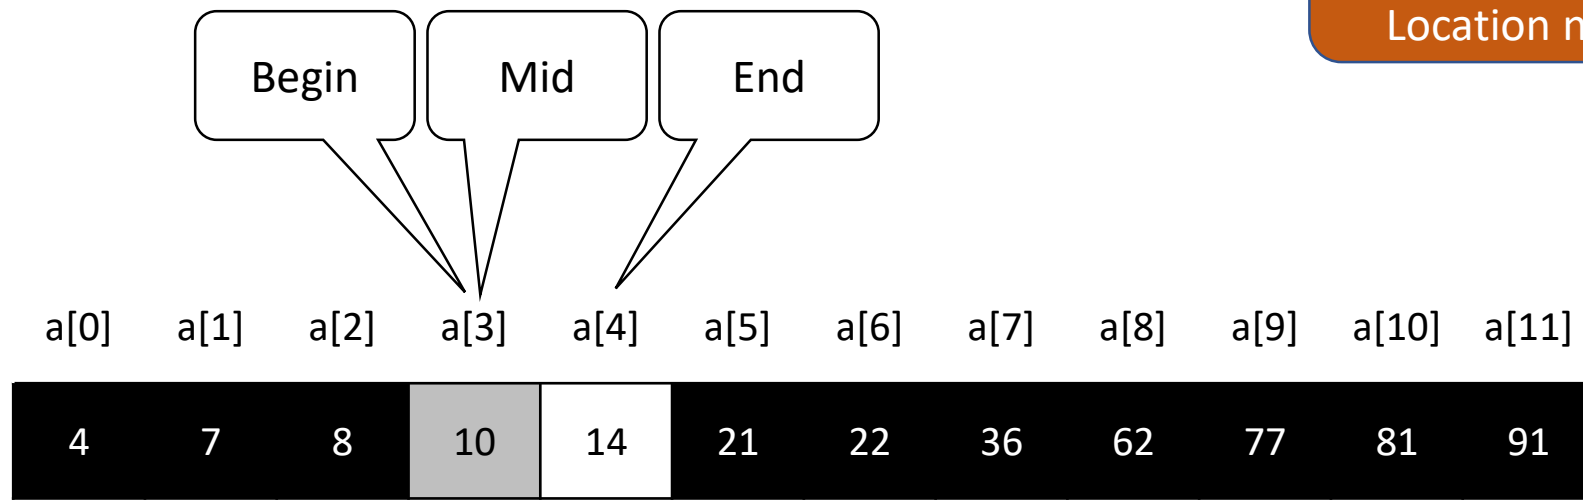 Location
Begin Mid End
a[0] a[1] a[2] a[3] a[4] a[5] a[6] a[7] a[8] a[9] a[10] a[11]
4 7 8 10 14 21 22 36 62 77 81 91